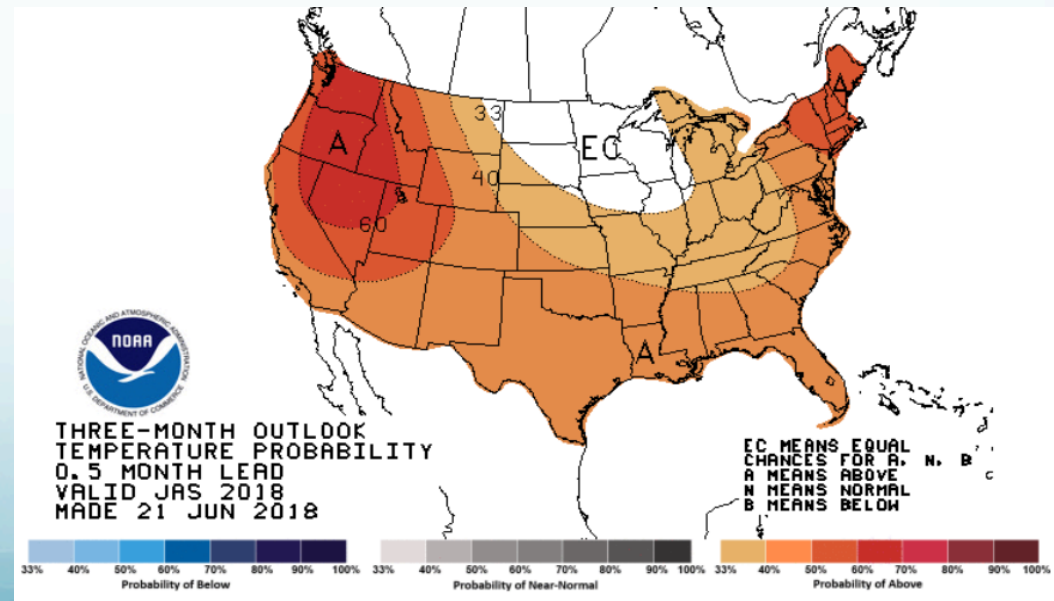 33
A
A
EC
40
60
A
NOAA
NATIONAL OCEANIC AND ATMOSPHERIC ADMINISTRATION
U.S. DEPARTMENT OF COMMERCE
THREE-MONTH OUTLOOK
TEMPERATURE PROBABILITY
0.5 MONTH LEAD
VALID JAS 2018
MADE 21 JUN 2018
EC MEANS EQUAL
CHANCES FOR A, N, B
A MEANS ABOVE
N MEANS NORMAL
B MEANS BELOW
33% 40% 50% 60% 70% 80% 90% 100%
Probability of Below
33% 40% 50% 60% 70% 80% 90% 100%
Probability of Near-Normal
33% 40% 50% 60% 70% 80% 90% 100%
Probability of Above